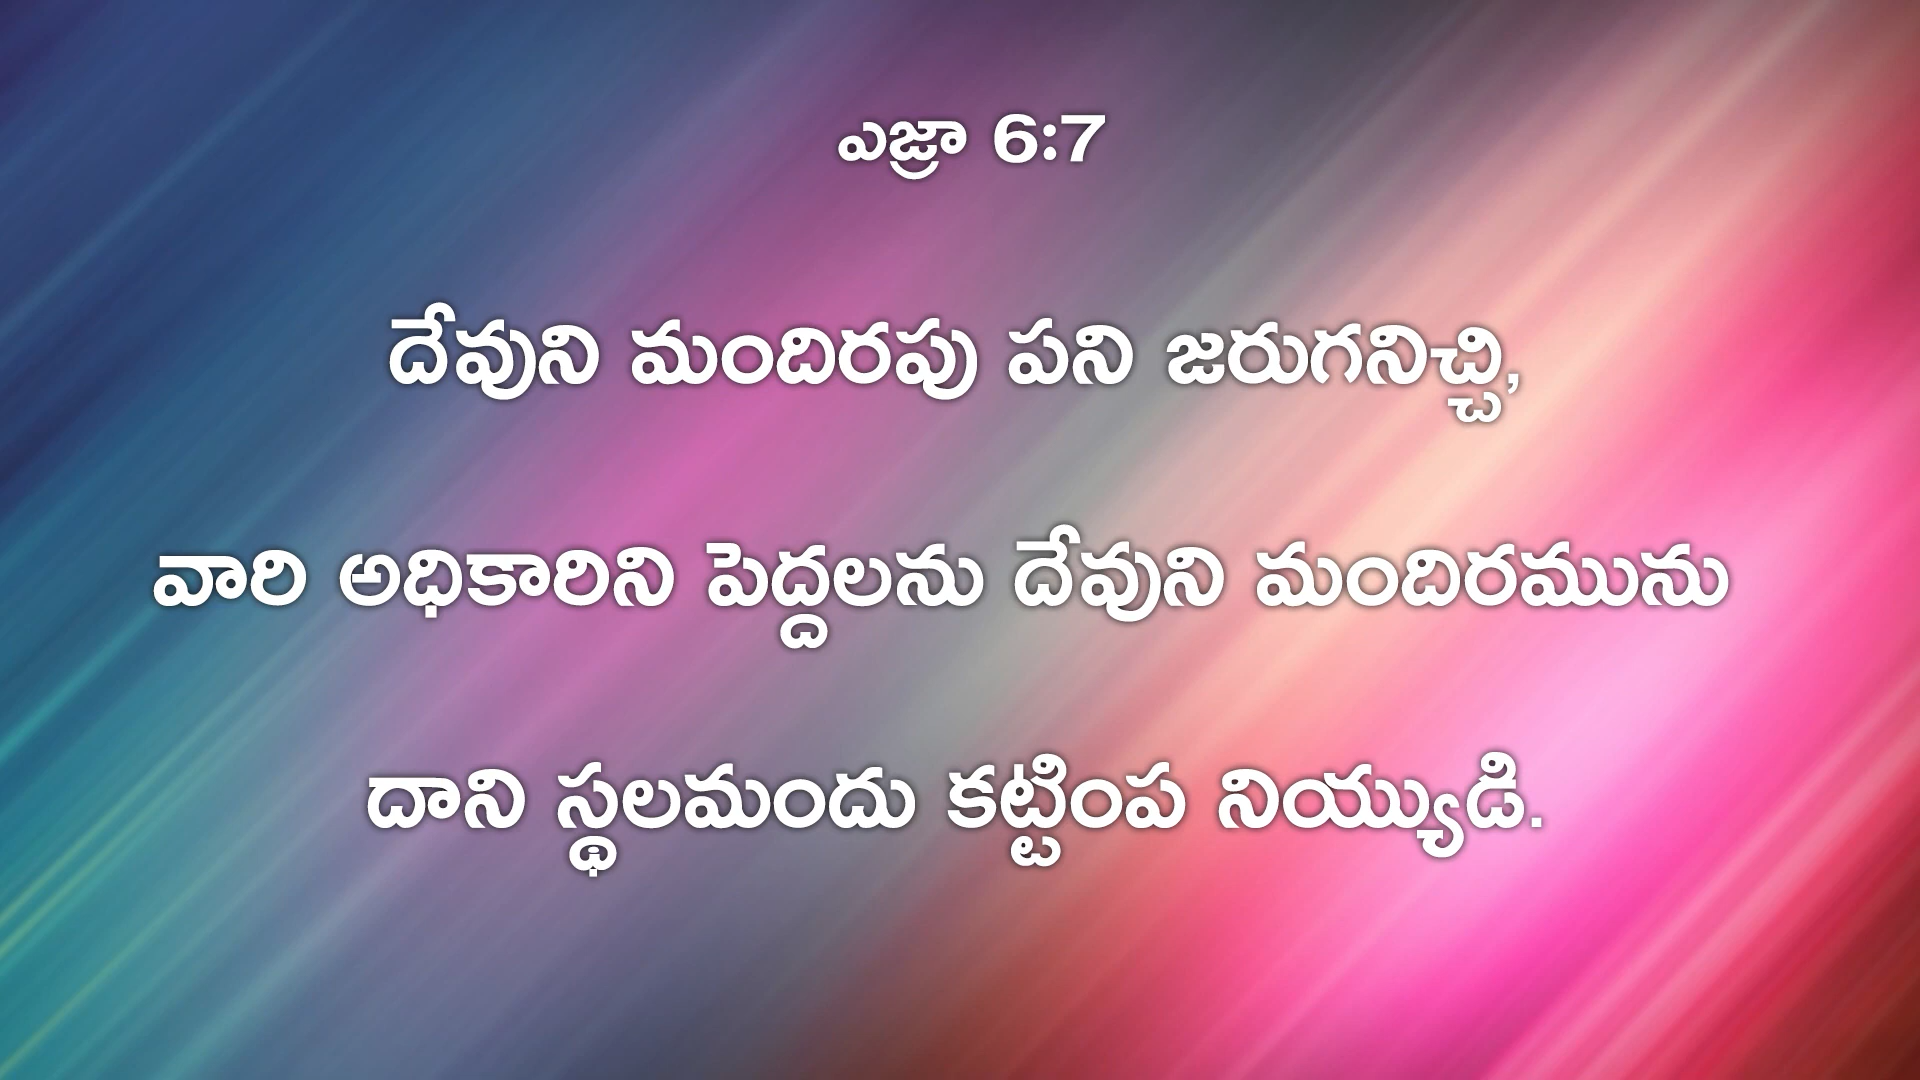 ఎజ్రా 6:7
దేవుని మందిరపు పని జరుగనిచ్చి,
వారి అధికారిని పెద్దలను దేవుని మందిరమును
దాని స్థలమందు కట్టింప నియ్యుడి.